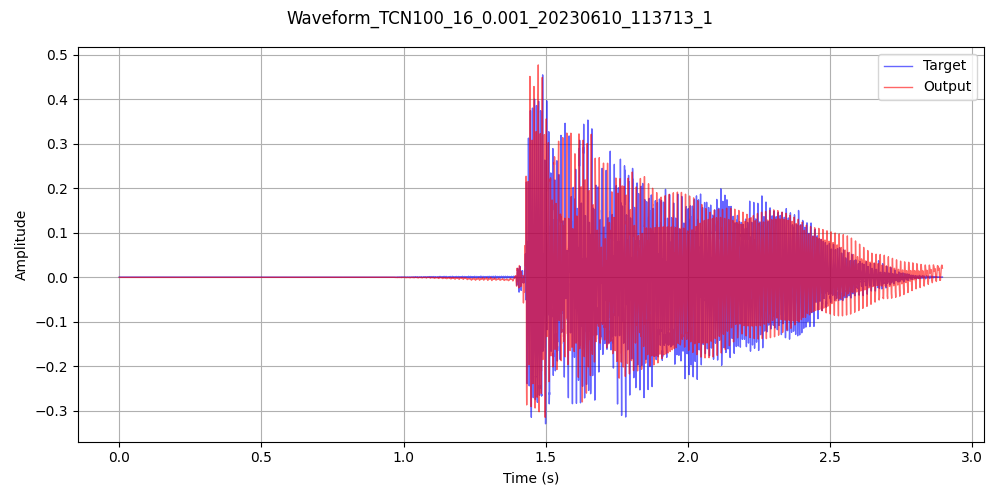 Waveform_TCN100_16_0.001_20230610_113713_1
Target
Output
Amplitude
0.5
0.4
0.3
0.2
0.1
0.0
−0.1
−0.2
−0.3
0.0 0.5 1.0 1.5 2.0 2.5 3.0
Time (s)